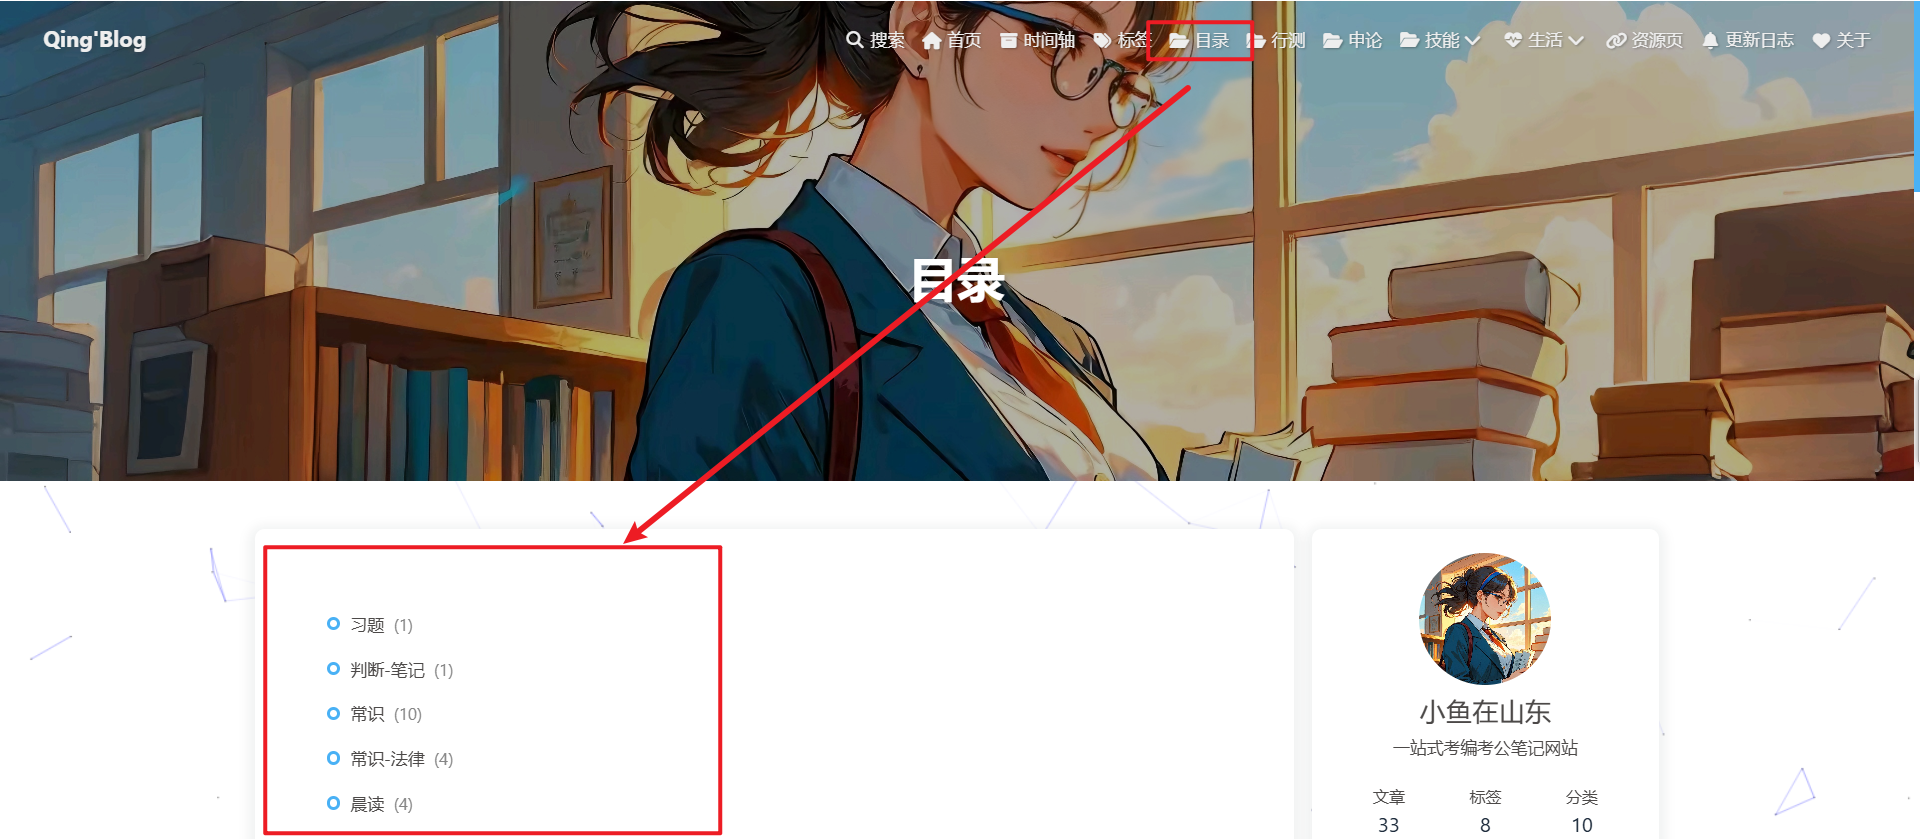 Qing'Blog
搜索 首页 时间轴 标签 目录 行测 申论 技能 生活 资源页 更新日志 关于
目录
习题 (1)
判断-笔记 (1)
常识 (10)
常识-法律 (4)
晨读 (4)
小鱼在山东
一站式考编考公笔记网站
文章 标签 分类
33 8 10